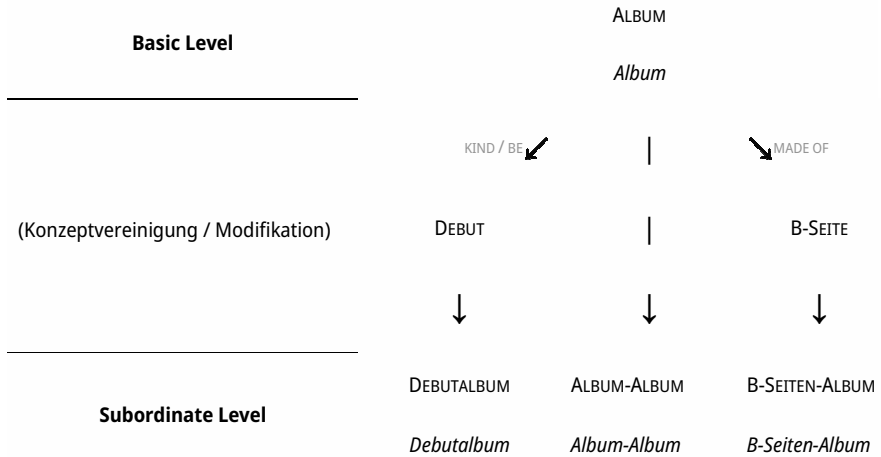 ALBUM
Basic Level
Album
KIND / BE ↙ | ↘ MADE OF
(Konzeptvereinigung / Modifikation) DEBUT | B-SEITE
↓ ↓ ↓
DEBUTALBUM ALBUM-ALBUM B-SEITEN-ALBUM
Subordinate Level
Debutalbum Album-Album B-Seiten-Album